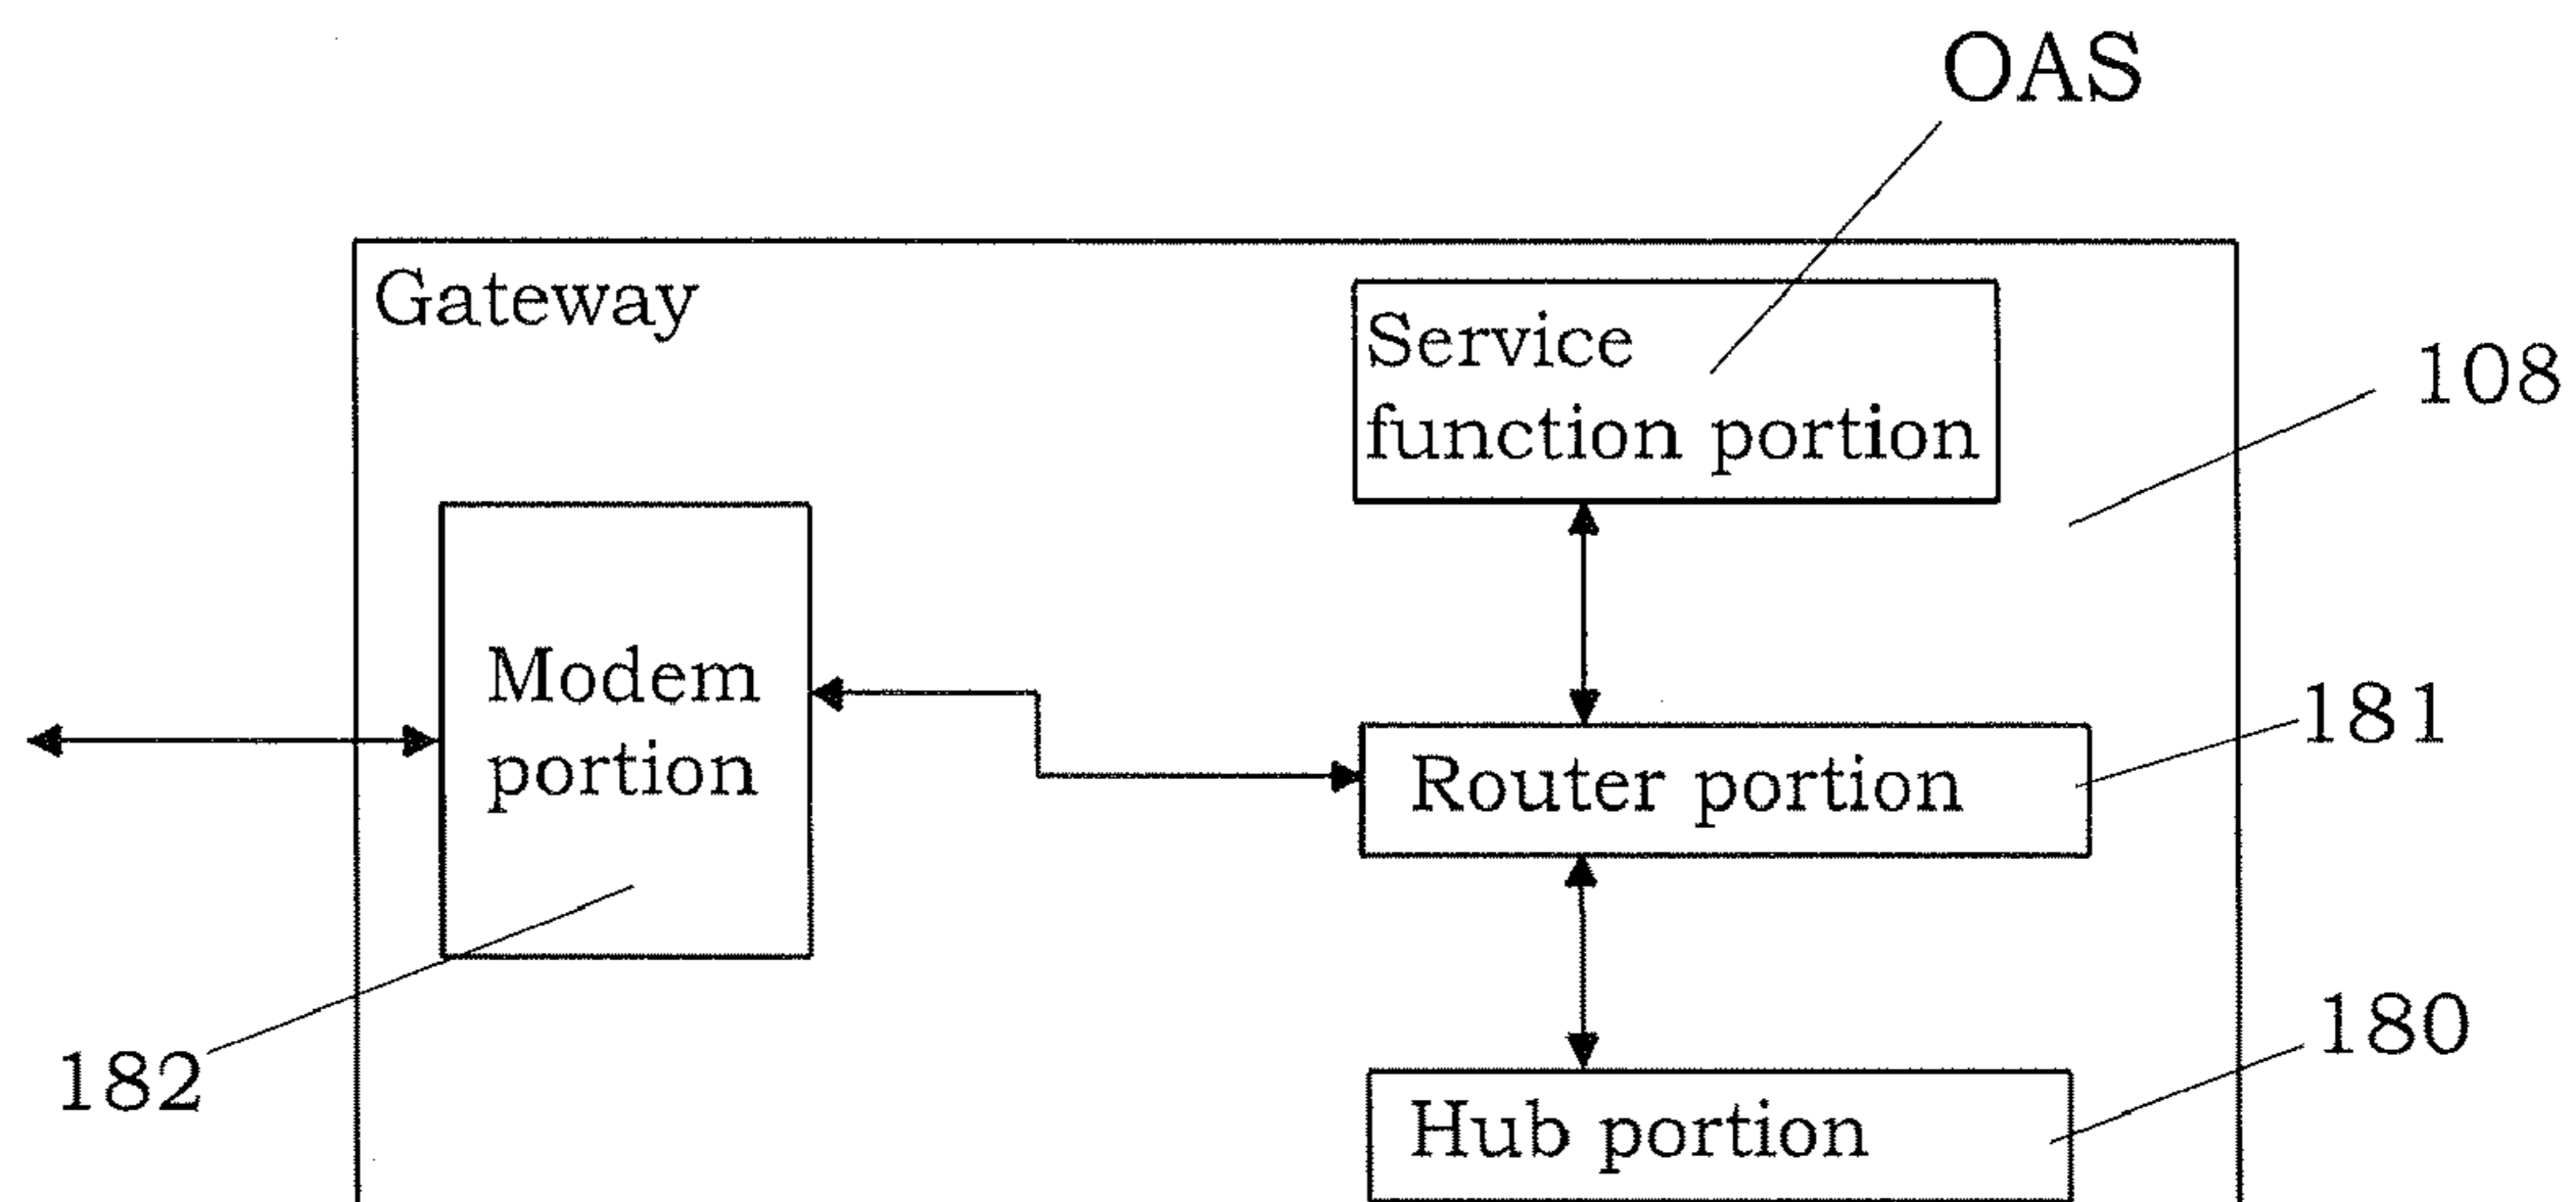 OAS
Gateway
Service
function portion
108
Modem
portion
181
Router portion
182
180
Hub portion